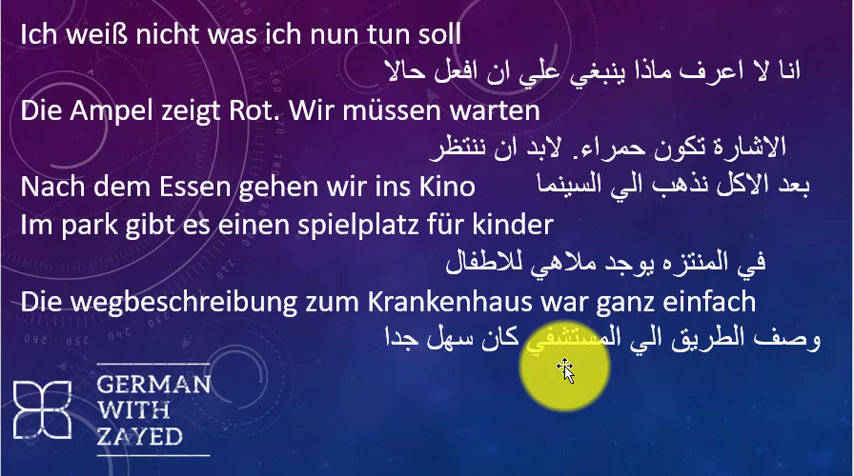 Ich weiß nicht was ich nun tun soll
انا لا اعرف ماذا ينبغي علي ان افعل حالا
Die Ampel zeigt Rot. Wir müssen warten
الاشارة تكون حمراء. لابد ان ننتظر
Nach dem Essen gehen wir ins Kino بعد الاكل نذهب الي السينما
Im park gibt es einen spielplatz für kinder
في المنتزه يوجد ملاهي للاطفال
Die wegbeschreibung zum Krankenhaus war ganz einfach
وصف الطريق الي المستشفي كان سهل جدا
GERMAN
WITH
ZAYED